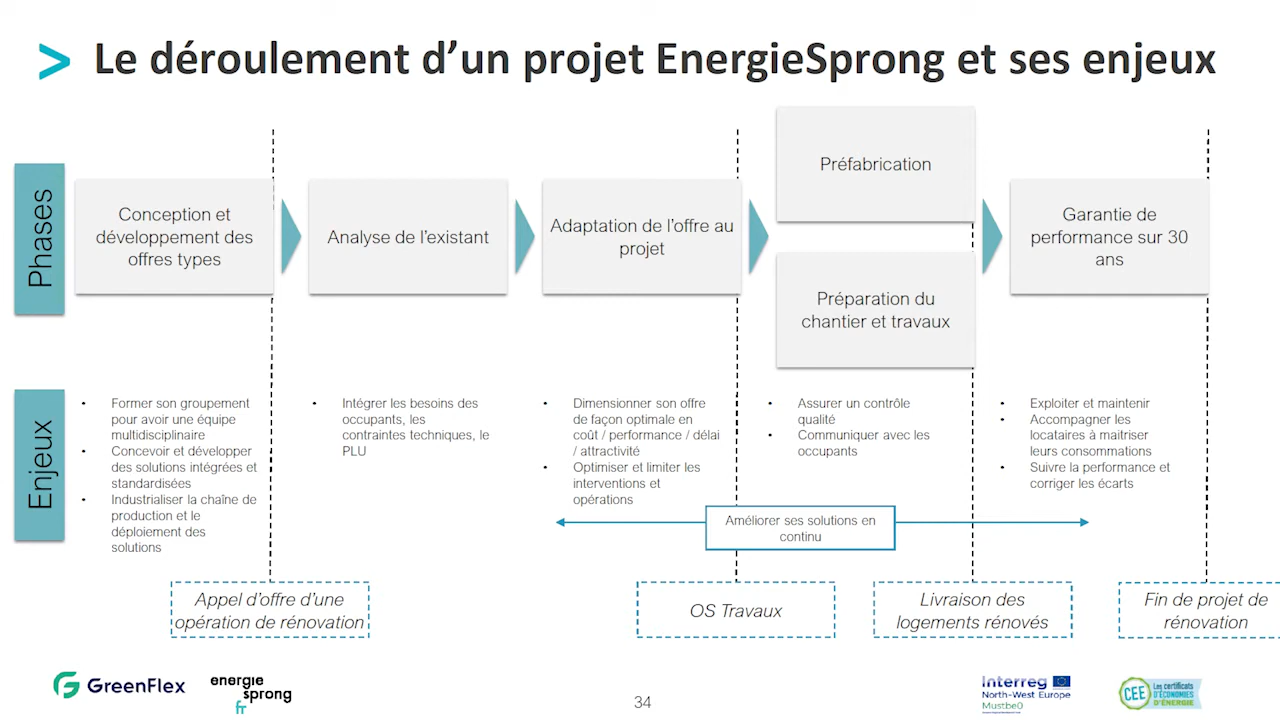 > Le déroulement d’un projet EnergieSprong et ses enjeux
Phases
Conception et
développement des
offres types
Analyse de l’existant
Adaptation de l’offre au
projet
Préfabrication
Préparation du
chantier et travaux
Garantie de
performance sur 30
ans
Enjeux
• Former son groupement
pour avoir une équipe
multidisciplinaire
• Concevoir et développer
des solutions intégrées et
standardisées
• Industrialiser la chaîne de
production et le
déploiement des
solutions
• Intégrer les besoins des
occupants, les
contraintes techniques, le
PLU
• Dimensionner son offre
de façon optimale en
coût / performance / délai
/ attractivité
• Optimiser et limiter les
interventions et
opérations
• Assurer un contrôle
qualité
• Communiquer avec les
occupants
• Exploiter et maintenir
• Accompagner les
locataires à maitriser
leurs consommations
• Suivre la performance et
corriger les écarts
Améliorer ses solutions en
continu
Appel d’offre d’une
opération de rénovation
OS Travaux
Livraison des
logements rénovés
Fin de projet de
rénovation
GreenFlex
energie
sprong
fr
34
Interreg
North-West Europe
Mustbe0
CEE
Les certificats
D'ÉCONOMIES
D'ÉNERGIE